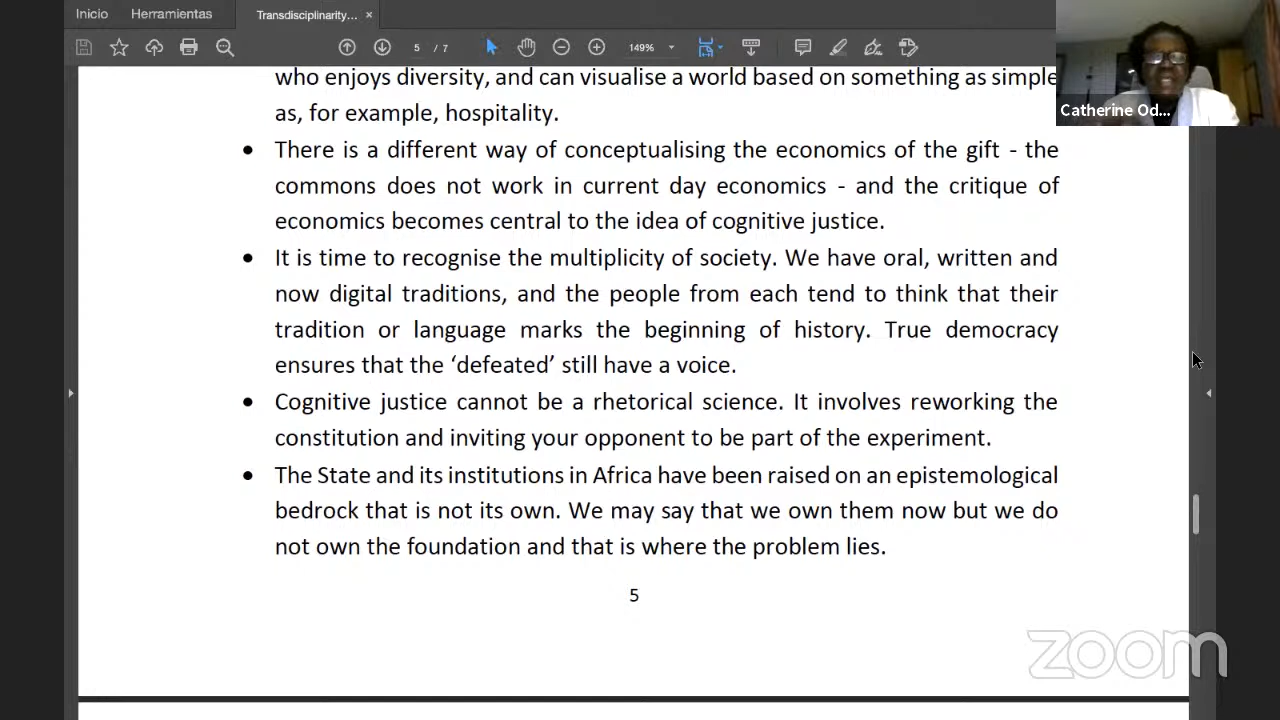 Inicio
Herramientas
Transdisciplinarity...
×
5 / 7
149%
Catherine Od...
who enjoys diversity, and can visualise a world based on something as simple
as, for example, hospitality.
• There is a different way of conceptualising the economics of the gift - the
commons does not work in current day economics - and the critique of
economics becomes central to the idea of cognitive justice.
• It is time to recognise the multiplicity of society. We have oral, written and
now digital traditions, and the people from each tend to think that their
tradition or language marks the beginning of history. True democracy
ensures that the ‘defeated’ still have a voice.
• Cognitive justice cannot be a rhetorical science. It involves reworking the
constitution and inviting your opponent to be part of the experiment.
• The State and its institutions in Africa have been raised on an epistemological
bedrock that is not its own. We may say that we own them now but we do
not own the foundation and that is where the problem lies.
5
zoom